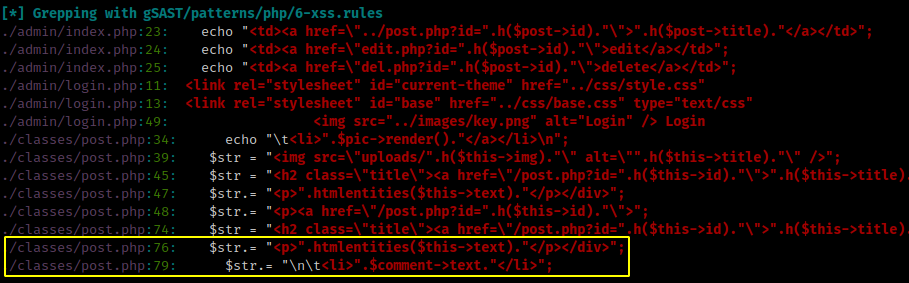 [*] Grepping with gSAST/patterns/php/6-xss.rules
./admin/index.php:23:    echo "<td><a href=\"../post.php?id=".h($post->id)."\">".h($post->title)."</a></td>";
./admin/index.php:24:    echo "<td><a href=\"edit.php?id=".h($post->id)."\">edit</a></td>";
./admin/index.php:25:    echo "<td><a href=\"del.php?id=".h($post->id)."\">delete</a></td>";
./admin/login.php:11:  <link rel="stylesheet" id="current-theme" href="../css/style.css"
./admin/login.php:13:  <link rel="stylesheet" id="base" href="../css/base.css" type="text/css"
./admin/login.php:49:                  <img src="../images/key.png" alt="Login" /> Login
./classes/post.php:34:      echo "\t<li>".$pic->render()."</a></li>\n";
./classes/post.php:39:    $str = "<img src=\"uploads/".h($this->img)."\" alt=\"".h($this->title)."\" />";
./classes/post.php:45:    $str = "<h2 class=\"title\"><a href=\"/post.php?id=".h($this->id)."\">".h($this->title).
./classes/post.php:47:    $str.= "<p>".htmlentities($this->text)."</p></div>";
./classes/post.php:48:    $str.= "<p><a href=\"/post.php?id=".h($this->id)."\">";
./classes/post.php:74:    $str = "<h2 class=\"title\"><a href=\"/post.php?id=".h($this->id)."\">".h($this->title).
/classes/post.php:76:    $str.= "<p>".htmlentities($this->text)."</p></div>";
/classes/post.php:79:      $str.= "\n\t<li>".$comment->text."</li>";